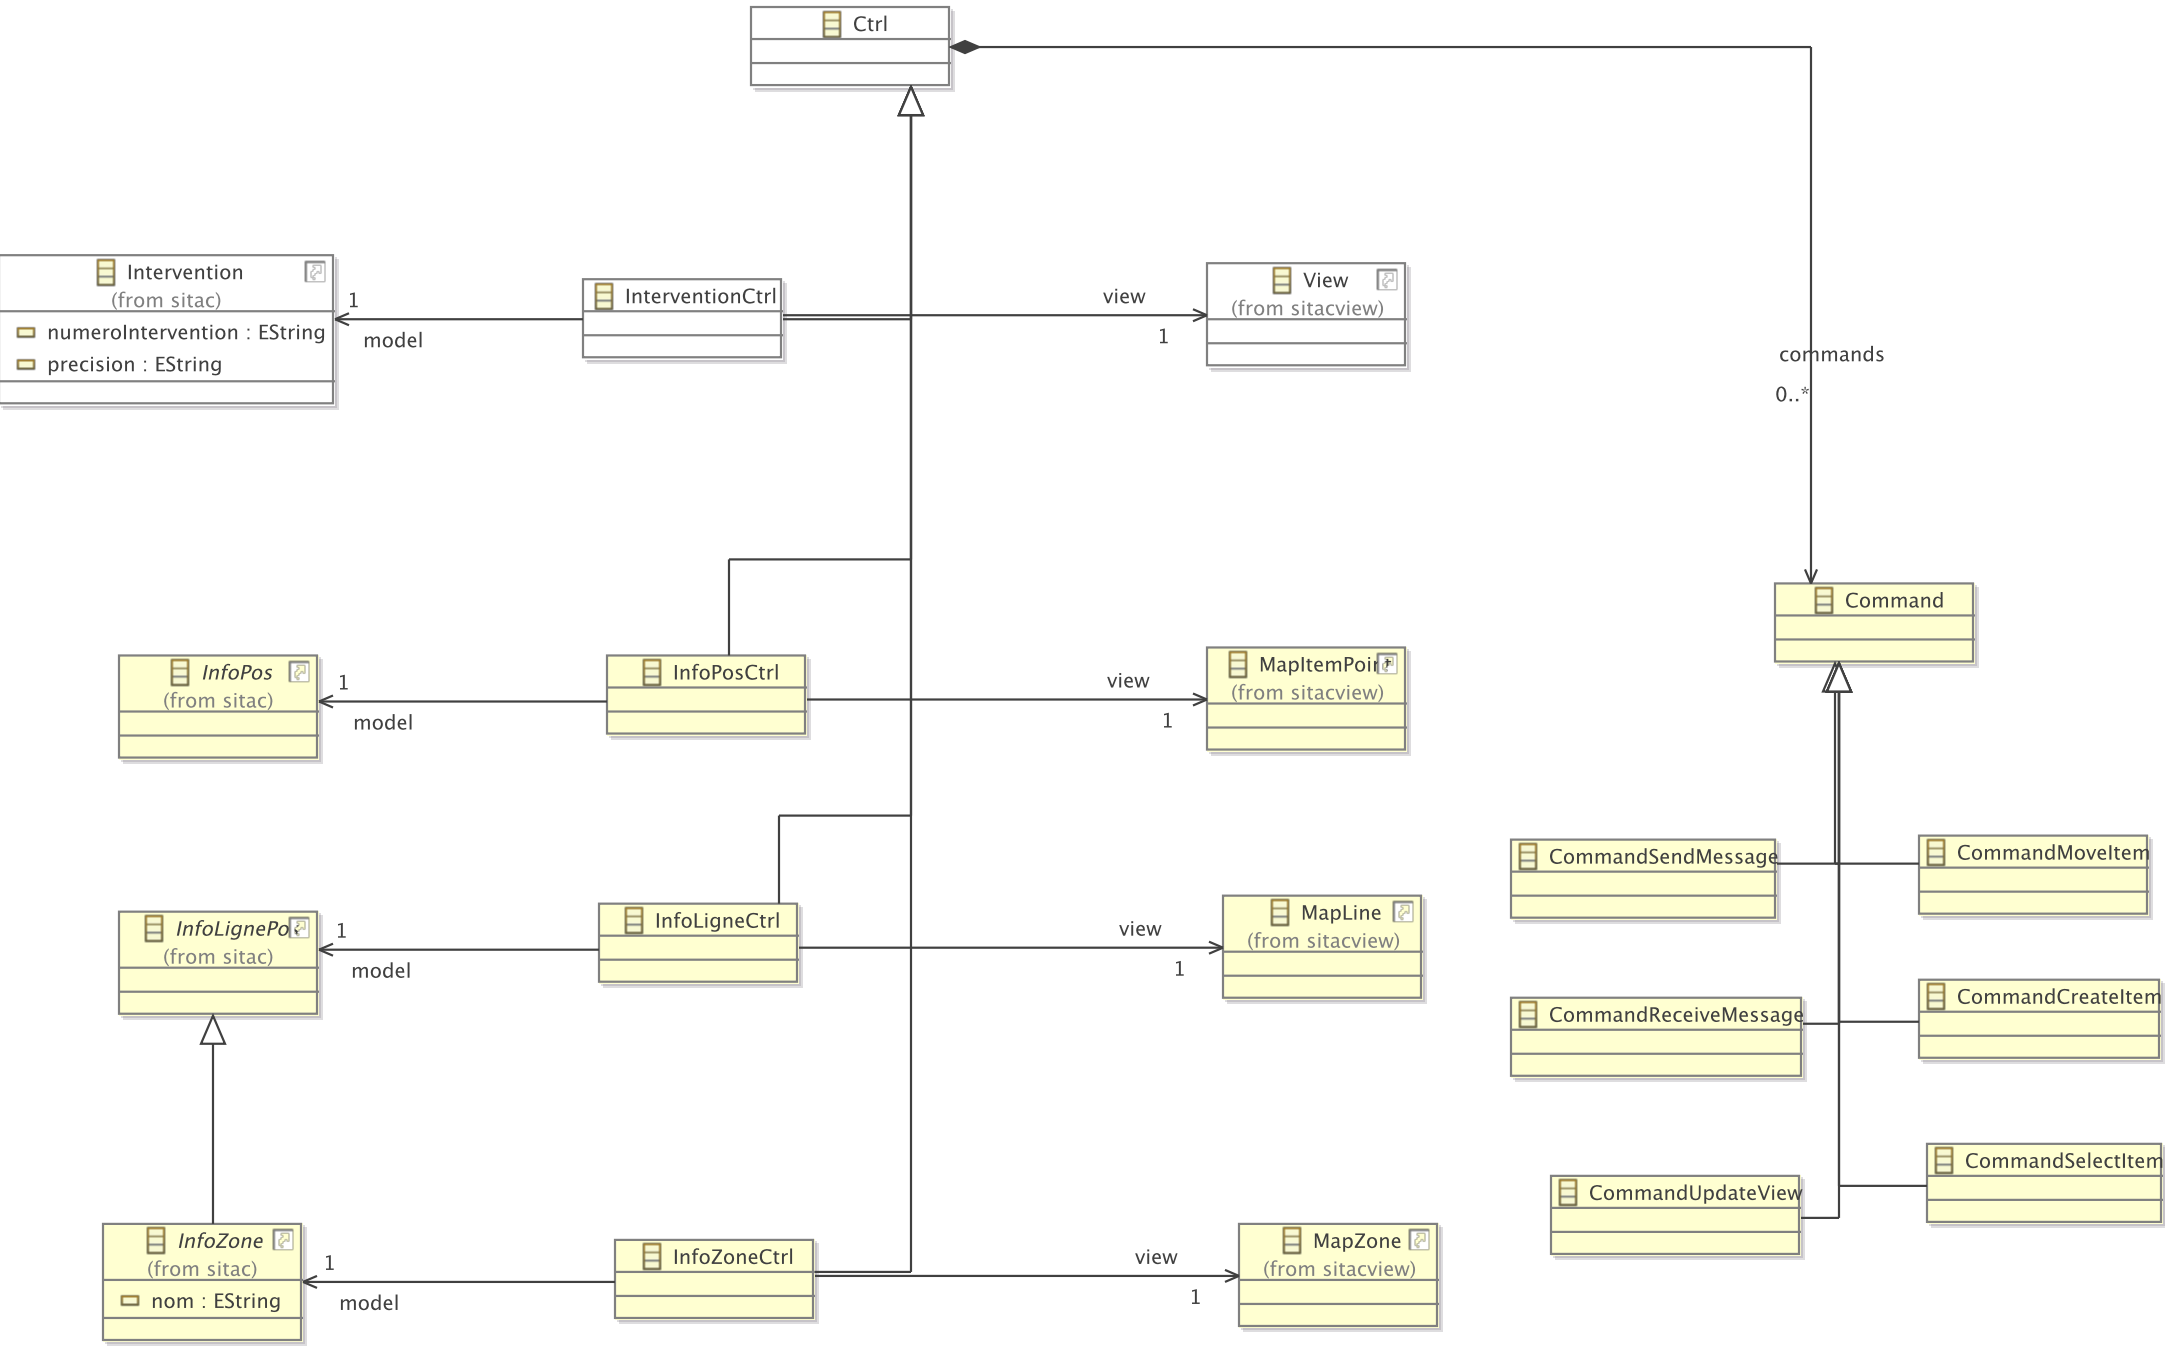 Ctrl
Intervention
(from sitac)
numeroIntervention : EString
precision : EString
1
model
InterventionCtrl
view
1
View
(from sitacview)
commands
0..*
Command
InfoPos
(from sitac)
1
model
InfoPosCtrl
view
1
MapItemPoint
(from sitacview)
CommandSendMessage
CommandMoveItem
InfoLignePos
(from sitac)
1
model
InfoLigneCtrl
view
1
MapLine
(from sitacview)
CommandReceiveMessage
CommandCreateItem
CommandUpdateView
CommandSelectItem
InfoZone
(from sitac)
nom : EString
1
model
InfoZoneCtrl
view
1
MapZone
(from sitacview)